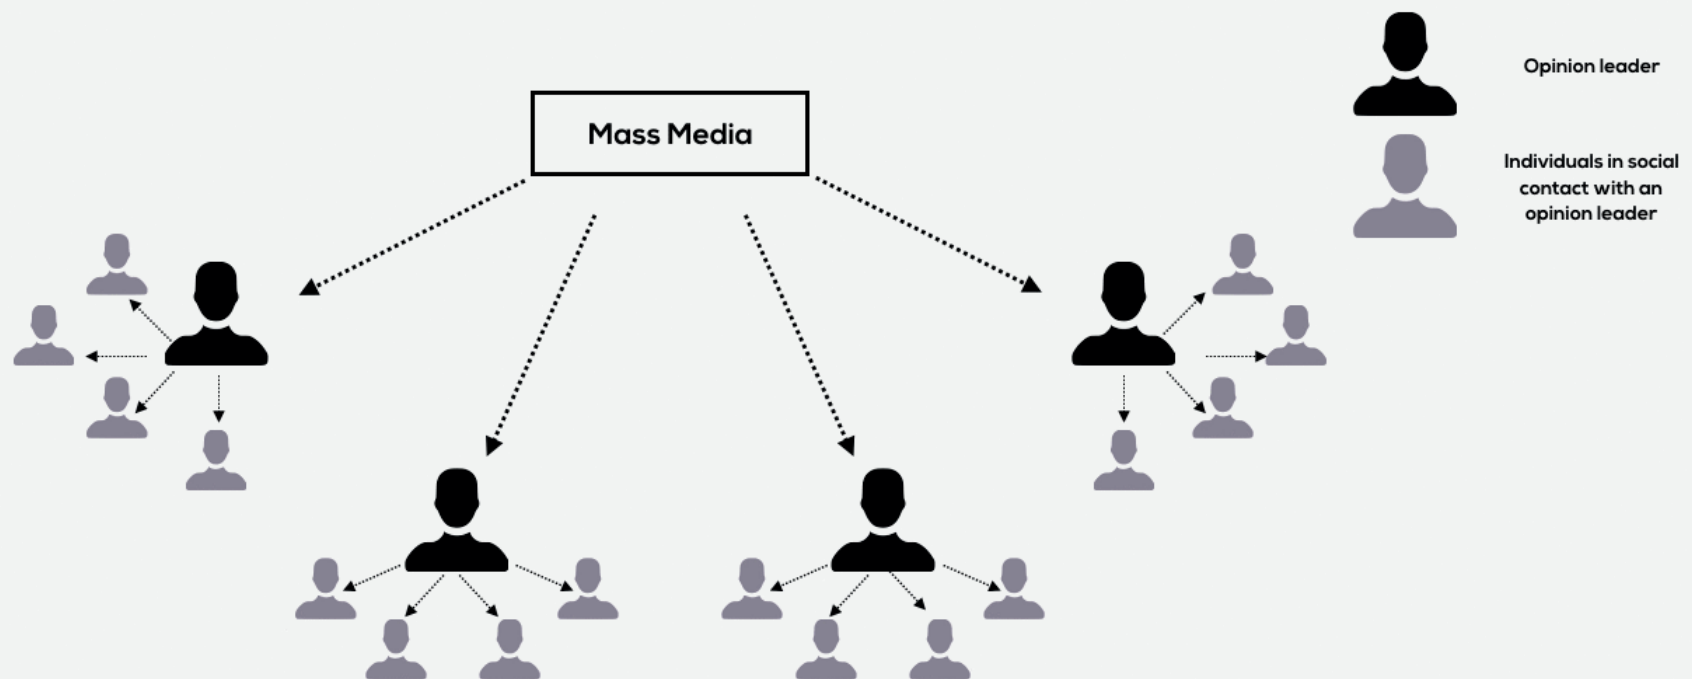 Opinion leader
Mass Media
Individuals in social
contact with an
opinion leader